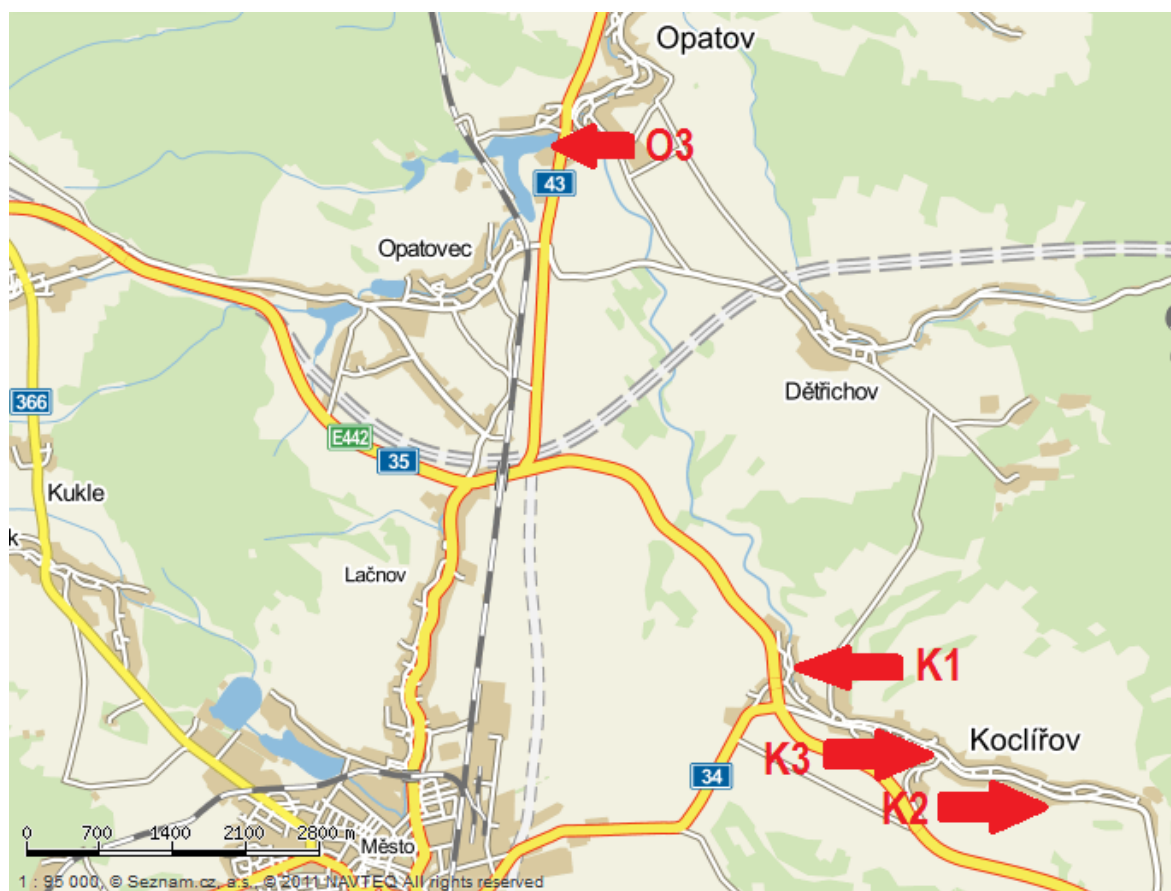 Opatov
O3
43
Opatovec
366
Dětřichov
E442
35
Kukle
k
Lačnov
K1
Koclířov
K3
34
K2
0 700 1400 2100 2800 m
Město
1 : 95 000, © Seznam.cz, a.s., © 2011 NAVTEQ All rights reserved